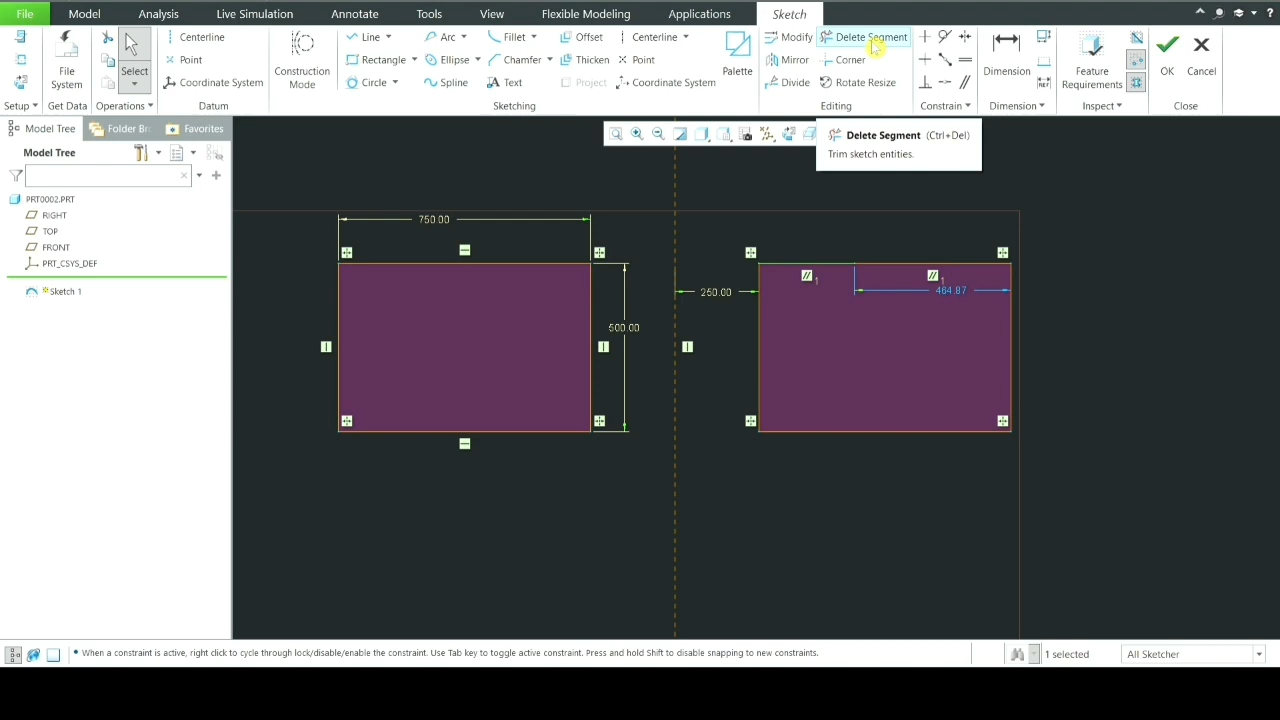 File Model Analysis Live Simulation Annotate Tools View Flexible Modeling Applications Sketch
Centerline Line Arc Fillet Offset Centerline Modify Delete Segment
Point Rectangle Ellipse Chamfer Thicken Point Mirror Corner
File System Select Coordinate System Construction Mode Circle Spline Text Project Coordinate System Palette Divide Rotate Resize Dimension REF Feature Requirements OK Cancel
Setup Get Data Operations Datum Sketching Editing Constrain Dimension Inspect Close
Model Tree Folder Br Favorites
Model Tree
PRT0002.PRT
RIGHT
TOP
FRONT
PRT_CSYS_DEF
Sketch 1
Delete Segment (Ctrl+Del)
Trim sketch entities.
750.00
500.00
250.00
1
1
464.87
When a constraint is active, right click to cycle through lock/disable/enable the constraint. Use Tab key to toggle active constraint. Press and hold Shift to disable snapping to new constraints.
1 selected
All Sketcher